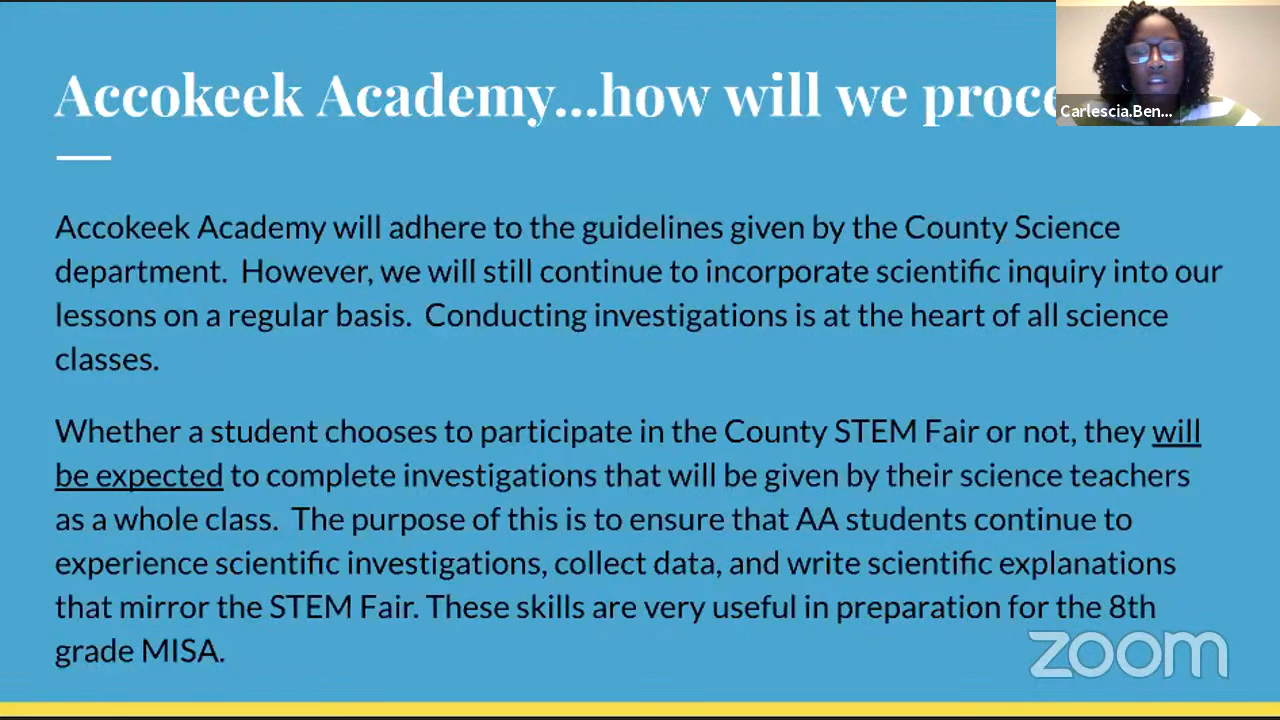 Accokeek Academy...how will we proce
Carlescia.Ben...
Accokeek Academy will adhere to the guidelines given by the County Science
department. However, we will still continue to incorporate scientific inquiry into our
lessons on a regular basis. Conducting investigations is at the heart of all science
classes.
Whether a student chooses to participate in the County STEM Fair or not, they will
be expected to complete investigations that will be given by their science teachers
as a whole class. The purpose of this is to ensure that AA students continue to
experience scientific investigations, collect data, and write scientific explanations
that mirror the STEM Fair. These skills are very useful in preparation for the 8th
grade MISA.
zoom